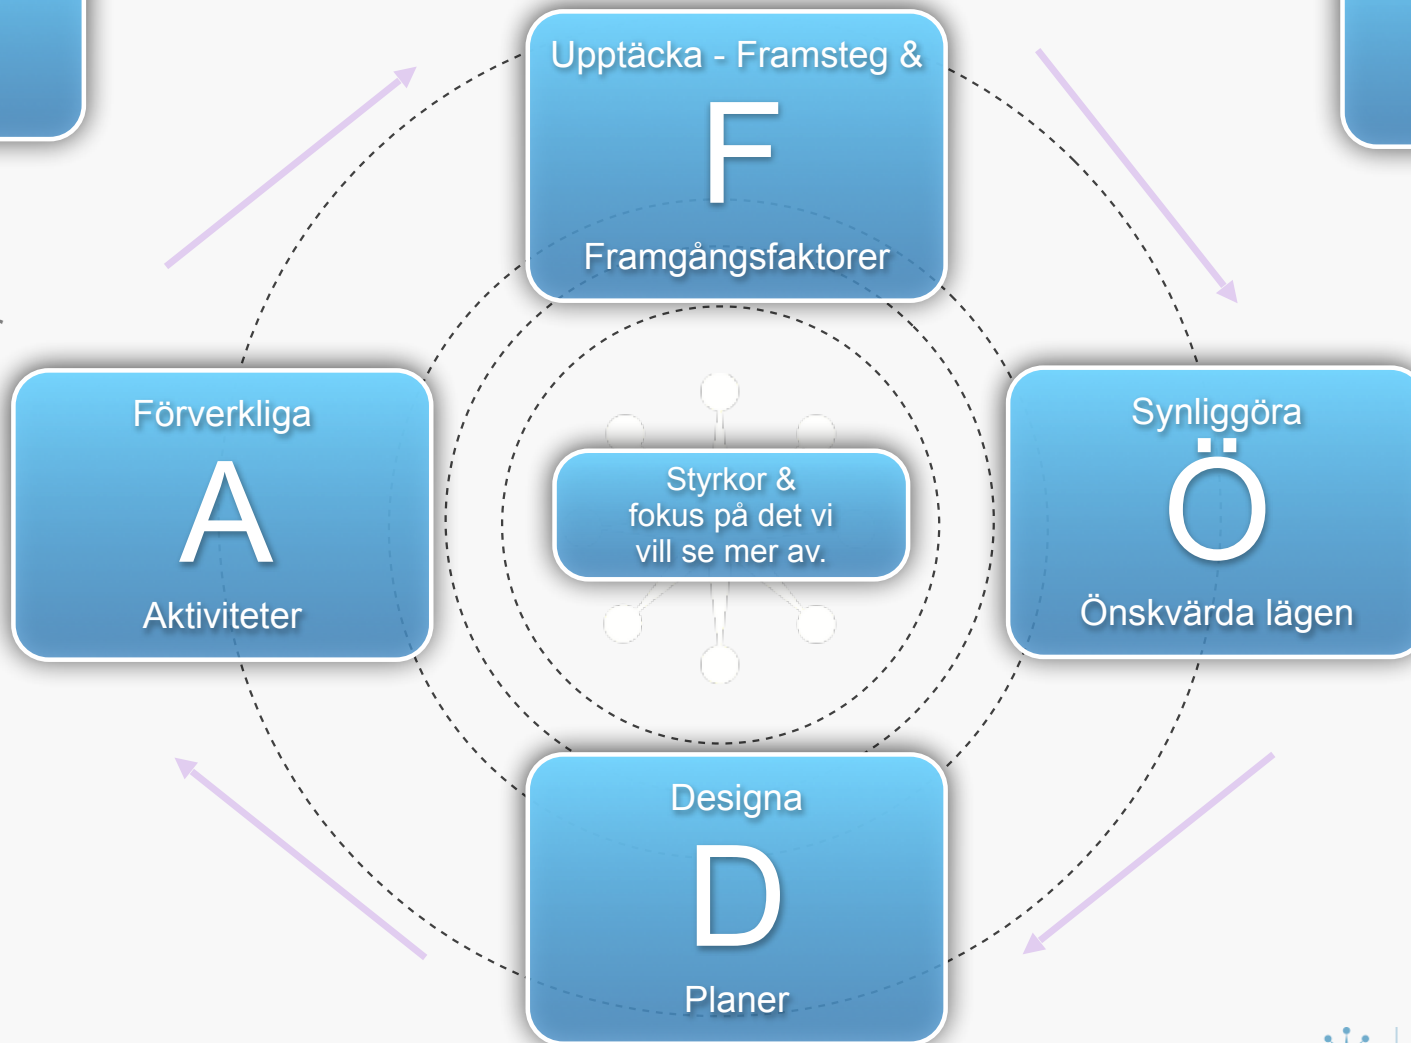 Upptäcka - Framsteg &
F
Framgångsfaktorer
Förverkliga
A
Aktiviteter
Styrkor &
fokus på det vi
vill se mer av.
Synliggöra
Ö
Önskvärda lägen
Designa
D
Planer